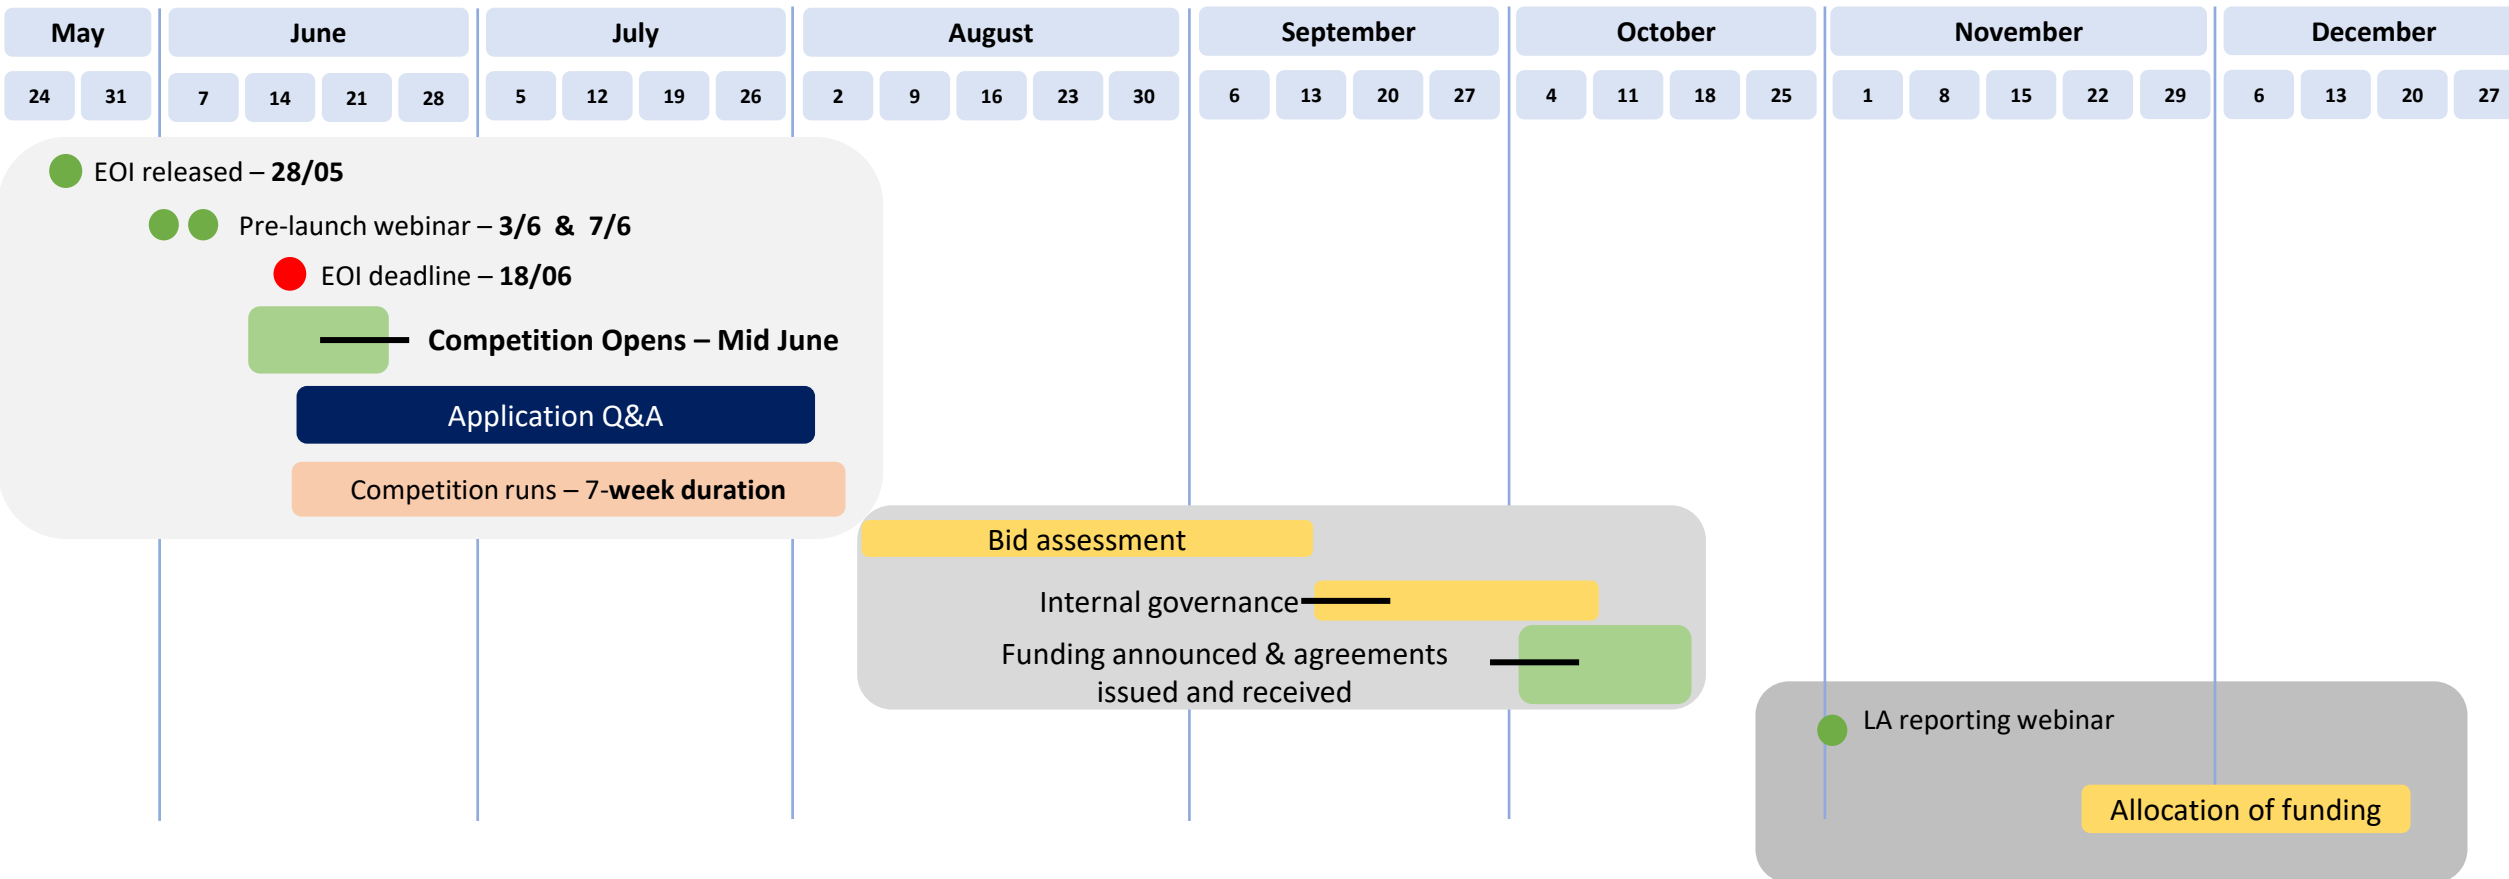 May June July August September October November December
24 31 7 14 21 28 5 12 19 26 2 9 16 23 30 6 13 20 27 4 11 18 25 1 8 15 22 29 6 13 20 27
EOI released – 28/05
Pre-launch webinar – 3/6 & 7/6
EOI deadline – 18/06
Competition Opens – Mid June
Application Q&A
Competition runs – 7-week duration
Bid assessment
Internal governance
Funding announced & agreements
issued and received
LA reporting webinar
Allocation of funding